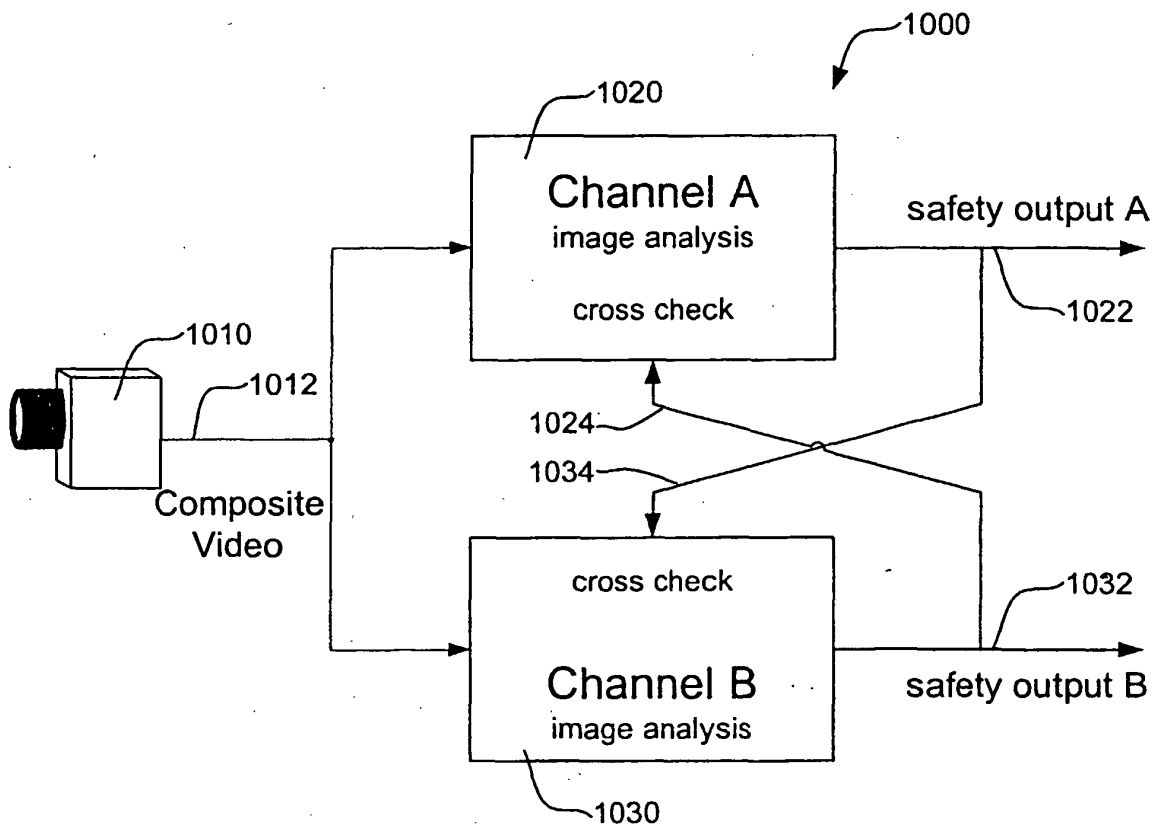 1000
1020
Channel A
image analysis
cross check
safety output A
1022
1010
1012
Composite
Video
1024
1034
cross check
Channel B
image analysis
1032
safety output B
1030